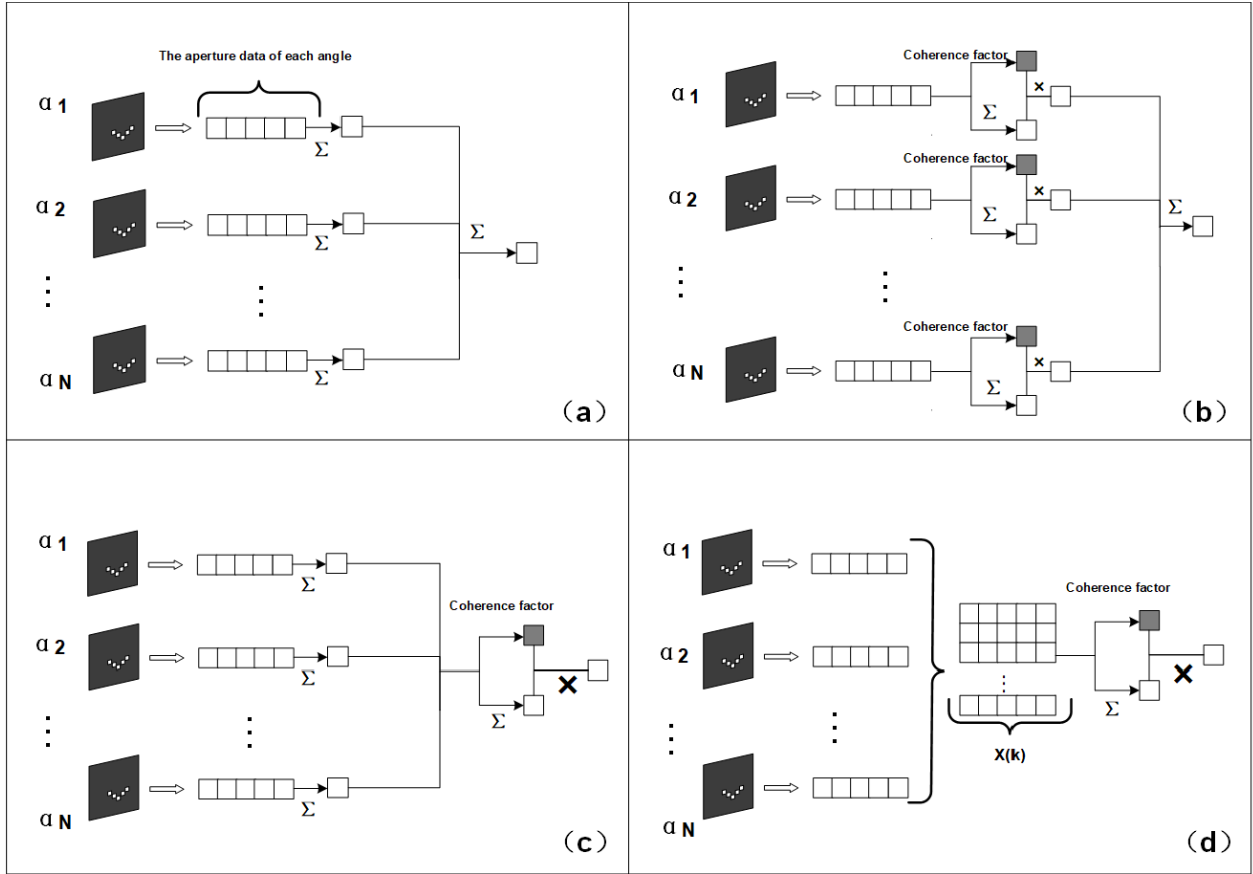 The aperture data of each angle
α 1
Σ
α 2
Σ
Σ
⋮
⋮
α N
Σ
(a)
Coherence factor
α 1
×
Σ
Coherence factor
α 2
×
Σ
Σ
⋮
⋮
Coherence factor
α N
×
Σ
(b)
α 1
Σ
Coherence factor
α 2
Σ
×
Σ
⋮
⋮
Σ
α N
(c)
α 1
Coherence factor
α 2
×
Σ
⋮
⋮
⋮
X(k)
α N
(d)